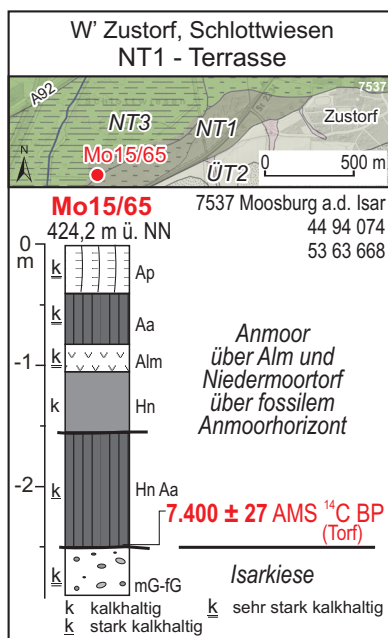 W' Zustorf, Schlottwiesen
NT1 - Terrasse
A92
7537
St 2331
NT3
NT1
Zustorf
Mo15/65
N
ÜT2
0 500 m
Mo15/65
424,2 m ü. NN
7537 Moosburg a.d. Isar
44 94 074
53 63 668
0
m
k
Ap
k
Aa
-1
k
Alm
k
Hn
Anmoor
über Alm und
Niedermoortorf
über fossilem
Anmoorhorizont
-2
k
Hn Aa
7.400 ± 27 AMS ¹⁴C BP
(Torf)
k
mG-fG
Isarkiese
k kalkhaltig
k sehr stark kalkhaltig
k stark kalkhaltig